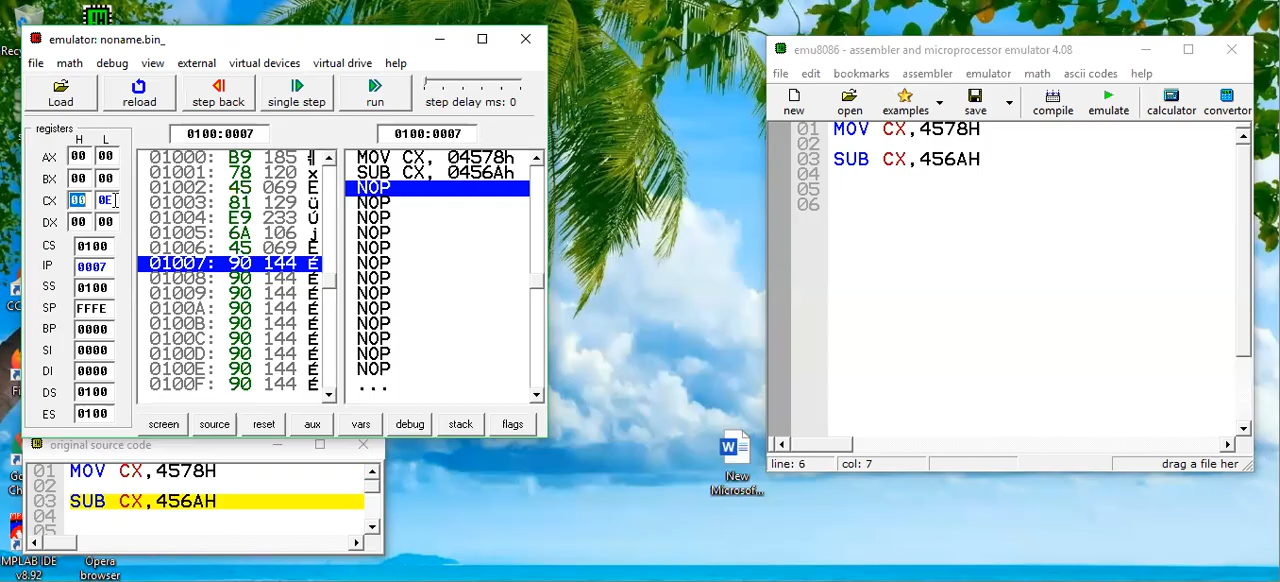 Recy
emulator: noname.bin_
file math debug view external virtual devices virtual drive help
Load reload step back single step run step delay ms: 0
registers
H L
0100:0007 0100:0007
AX 00 00
BX 00 00
CX 00 0E
DX 00 00
CS 0100
IP 0007
SS 0100
SP FFFE
BP 0000
SI 0000
DI 0000
DS 0100
ES 0100
01000: B9 185 ╣
01001: 78 120 x
01002: 45 069 E
01003: 81 129 ü
01004: E9 233 Ú
01005: 6A 106 j
01006: 45 069 E
01007: 90 144 É
01008: 90 144 É
01009: 90 144 É
0100A: 90 144 É
0100B: 90 144 É
0100C: 90 144 É
0100D: 90 144 É
0100E: 90 144 É
0100F: 90 144 É
MOV CX, 04578h
SUB CX, 0456Ah
NOP
NOP
NOP
NOP
NOP
NOP
NOP
NOP
NOP
NOP
NOP
NOP
NOP
...
screen source reset aux vars debug stack flags
original source code
01 MOV CX,4578H
02
03 SUB CX,456AH
04
05
emu8086 - assembler and microprocessor emulator 4.08
file edit bookmarks assembler emulator math ascii codes help
new open examples save compile emulate calculator convertor
01 MOV CX,4578H
02
03 SUB CX,456AH
04
05
06
line: 6 col: 7 drag a file her
New
Microsof...
CC
Fi
Go
Ch
MPLAB IDE
v8.92
Opera
browser